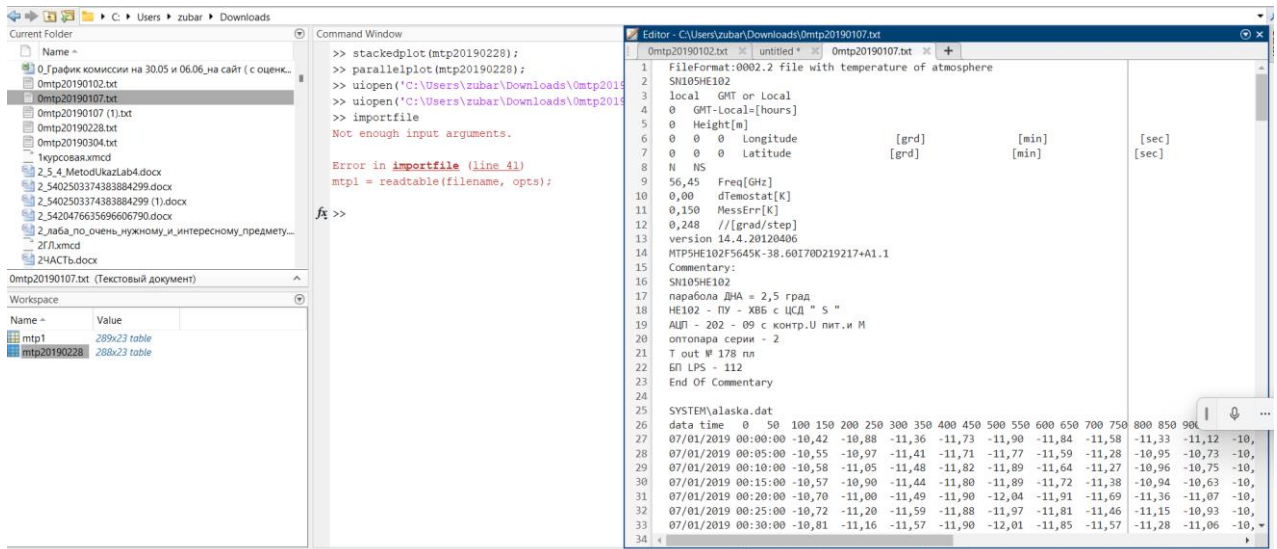 C: Users zubar Downloads
Current Folder
Name
0_График комиссии на 30.05 и 06.06_на сайт ( с оценк...
0mtp20190102.txt
0mtp20190107.txt
0mtp20190107 (1).txt
0mtp20190228.txt
0mtp20190304.txt
1курсовая.xmcd
2_5_4_MetodUkazLab4.docx
2_5402503374383884299.docx
2_5402503374383884299 (1).docx
2_5420476635696606790.docx
2_лаба_по_очень_нужному_и_интересному_предмету....
2ГЛ.xmcd
2ЧАСТЬ.docx
0mtp20190107.txt (Текстовый документ)
Workspace
Name Value
mtp1 289x23 table
mtp20190228 288x23 table
Command Window
>> stackedplot(mtp20190228);
>> parallelplot(mtp20190228);
>> uiopen('C:\Users\zubar\Downloads\0mtp2019
>> uiopen('C:\Users\zubar\Downloads\0mtp2019
>> importfile
Not enough input arguments.
Error in importfile (line 41)
mtp1 = readtable(filename, opts);
fx >>
Editor - C:\Users\zubar\Downloads\0mtp20190107.txt
0mtp20190102.txt untitled * 0mtp20190107.txt +
1 FileFormat:0002.2 file with temperature of atmosphere
2 SN105HE102
3 local GMT or Local
4 0 GMT-Local=[hours]
5 0 Height[m]
6 0 0 0 Longitude [grd] [min] [sec]
7 0 0 0 Latitude [grd] [min] [sec]
8 N NS
9 56,45 Freq[GHz]
10 0,00 dTemostat[K]
11 0,150 MessErr[K]
12 0,248 //[grad/step]
13 version 14.4.20120406
14 MTP5HE102F5645K-38.60I70D219217+A1.1
15 Commentary:
16 SN105HE102
17 парабола ДНА = 2,5 град
18 HE102 - ПУ - ХВБ с ЦСД " S "
19 АЦП - 202 - 09 с контр.U пит.и М
20 оптопара серии - 2
21 T out № 178 пл
22 БП LPS - 112
23 End Of Commentary
24
25 SYSTEM\alaska.dat
26 data time 0 50 100 150 200 250 300 350 400 450 500 550 600 650 700 750 800 850 900
27 07/01/2019 00:00:00 -10,42 -10,88 -11,36 -11,73 -11,90 -11,84 -11,58 -11,33 -11,12 -10,
28 07/01/2019 00:05:00 -10,55 -10,97 -11,41 -11,71 -11,77 -11,59 -11,28 -10,95 -10,73 -10,
29 07/01/2019 00:10:00 -10,58 -11,05 -11,48 -11,82 -11,89 -11,64 -11,27 -10,96 -10,75 -10,
30 07/01/2019 00:15:00 -10,57 -10,90 -11,44 -11,80 -11,89 -11,72 -11,38 -10,94 -10,63 -10,
31 07/01/2019 00:20:00 -10,70 -11,00 -11,49 -11,90 -12,04 -11,91 -11,69 -11,36 -11,07 -10,
32 07/01/2019 00:25:00 -10,72 -11,20 -11,59 -11,88 -11,97 -11,81 -11,46 -11,15 -10,93 -10,
33 07/01/2019 00:30:00 -10,81 -11,16 -11,57 -11,90 -12,01 -11,85 -11,57 -11,28 -11,06 -10,
34